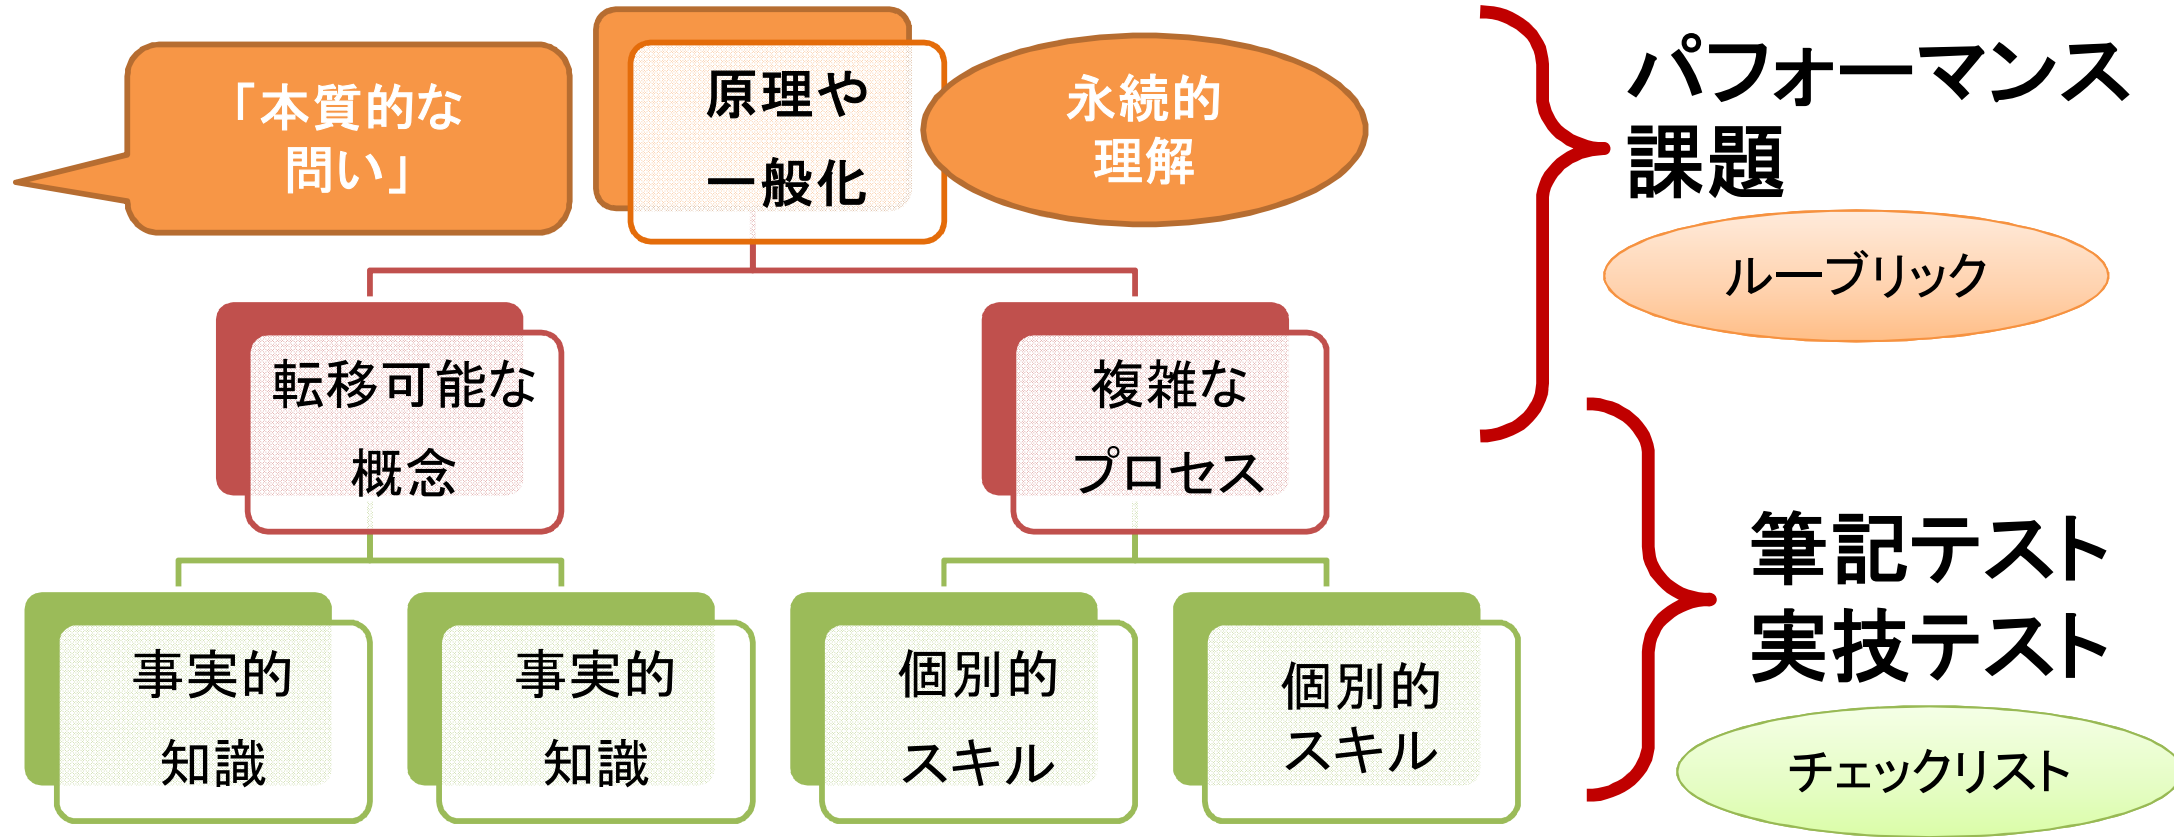 「本質的な
問い」
原理や
一般化
永続的
理解
パフォーマンス
課題
ルーブリック
転移可能な
概念
複雑な
プロセス
事実的
知識
事実的
知識
個別的
スキル
個別的
スキル
筆記テスト
実技テスト
チェックリスト